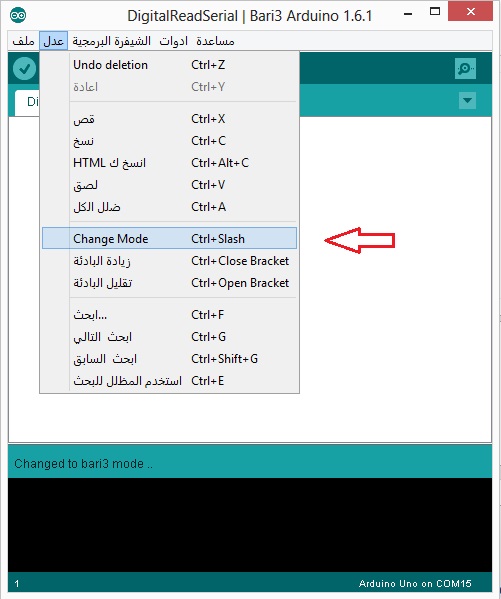 DigitalReadSerial | Bari3 Arduino 1.6.1
ملف عدل الشيفرة البرمجية ادوات مساعدة
Di
Undo deletion Ctrl+Z
اعادة Ctrl+Y
قص Ctrl+X
نسخ Ctrl+C
انسخ ك HTML Ctrl+Alt+C
لصق Ctrl+V
ضلل الكل Ctrl+A
Change Mode Ctrl+Slash
زيادة البادئة Ctrl+Close Bracket
تقليل البادئة Ctrl+Open Bracket
ابحث... Ctrl+F
ابحث التالي Ctrl+G
ابحث السابق Ctrl+Shift+G
استخدم المظلل للبحث Ctrl+E
Changed to bari3 mode ..
1 Arduino Uno on COM15